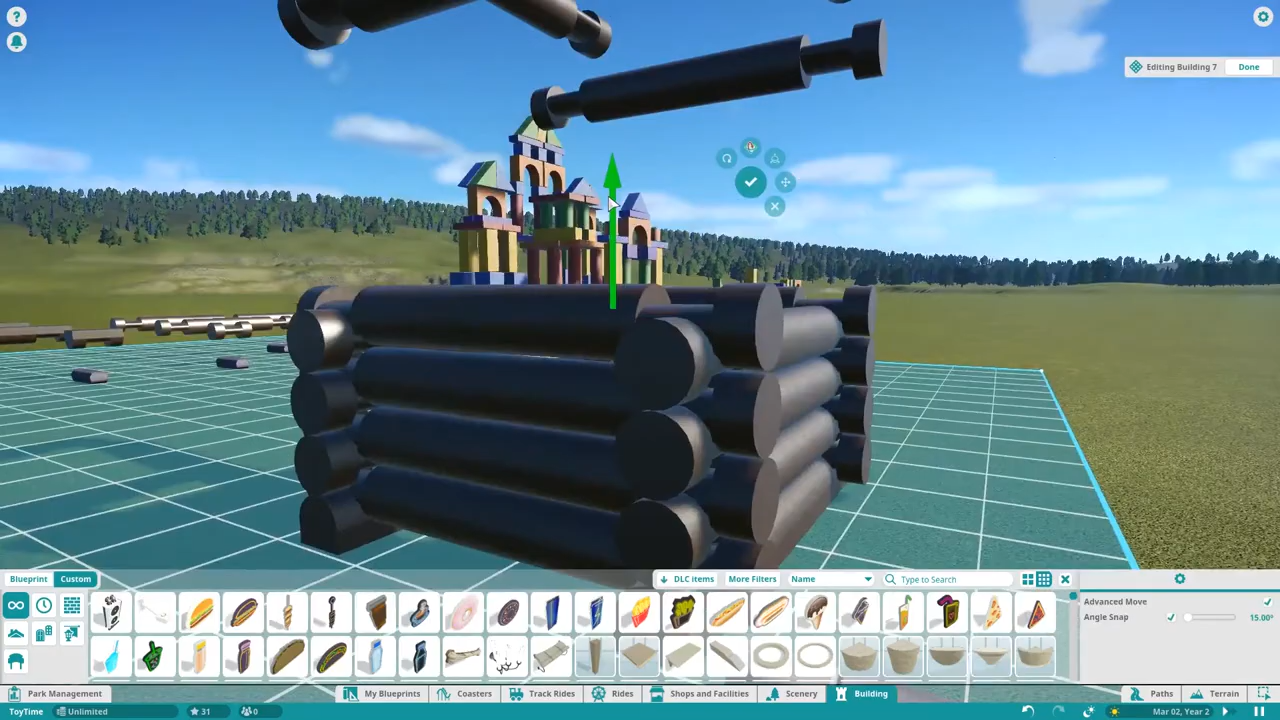 ?
Editing Building 7 Done
Blueprint Custom DLC items More Filters Name Type to Search
Advanced Move
Angle Snap 15.00°
Park Management My Blueprints Coasters Track Rides Rides Shops and Facilities Scenery Building Paths Terrain
ToyTime Unlimited 31 0 Mar 02, Year 2